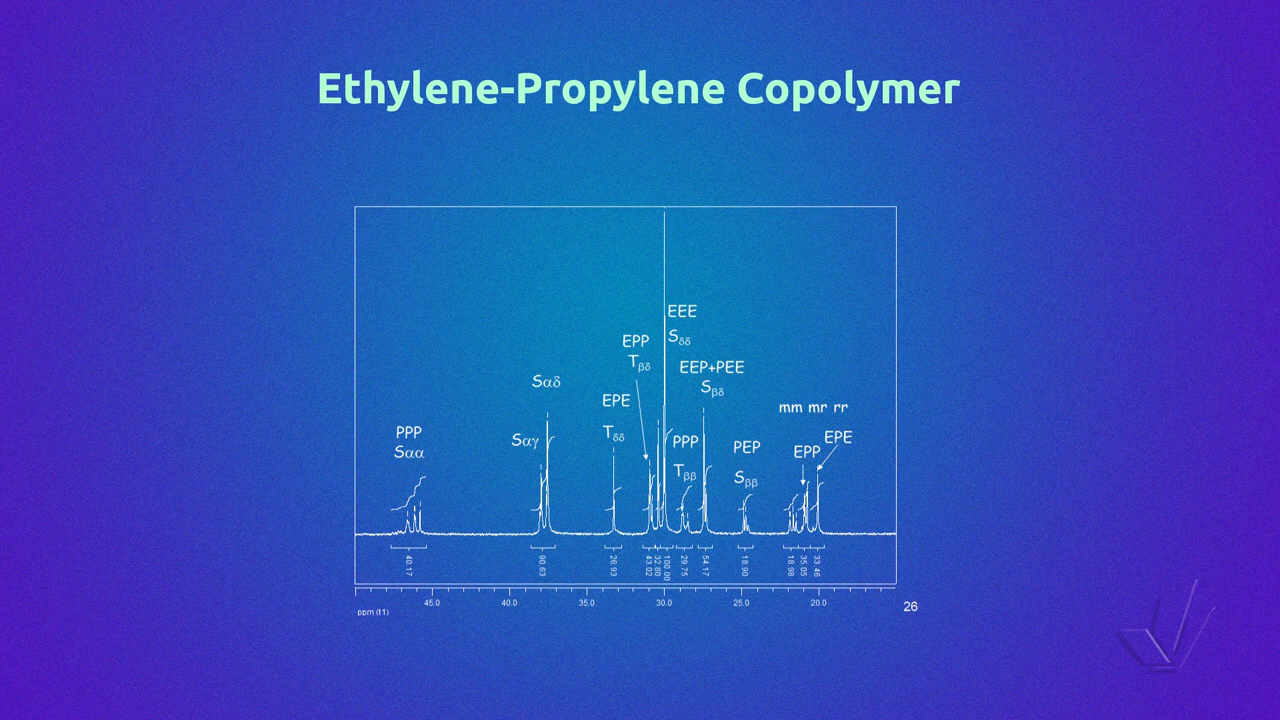 Ethylene-Propylene Copolymer
EEE
Sδδ
EPP
Tβδ
EEP+PEE
Sβδ
Sαδ
EPE
Tδδ
mm mr rr
PPP
Sαα
Sαγ
PPP
Tββ
PEP
Sββ
EPP
EPE
40.17
90.63
26.93
43.02
32.80
100.00
29.75
54.17
18.90
18.98
35.05
33.46
45.0 40.0 35.0 30.0 25.0 20.0
ppm (t1)
26